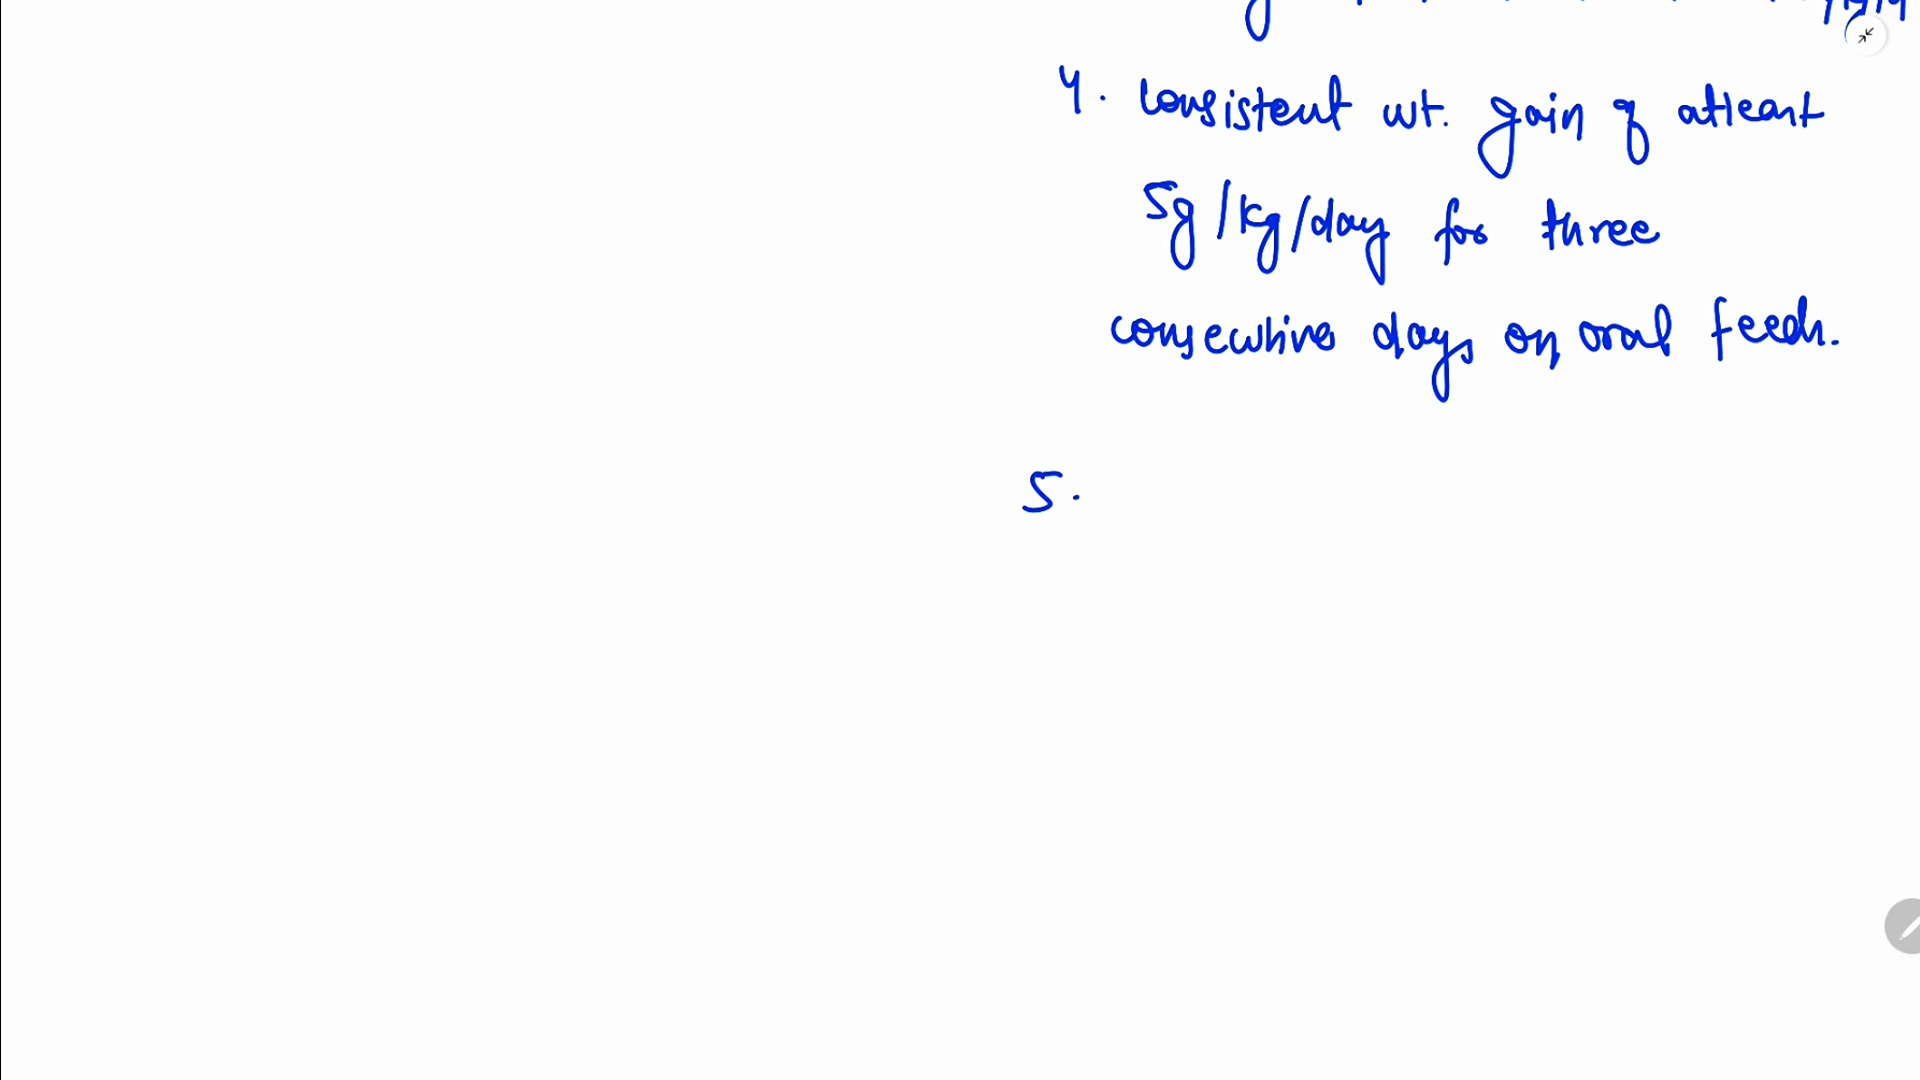 4. consistent wt. gain of atleast
5g/kg/day for three
consecutive days on oral feeds.
5.